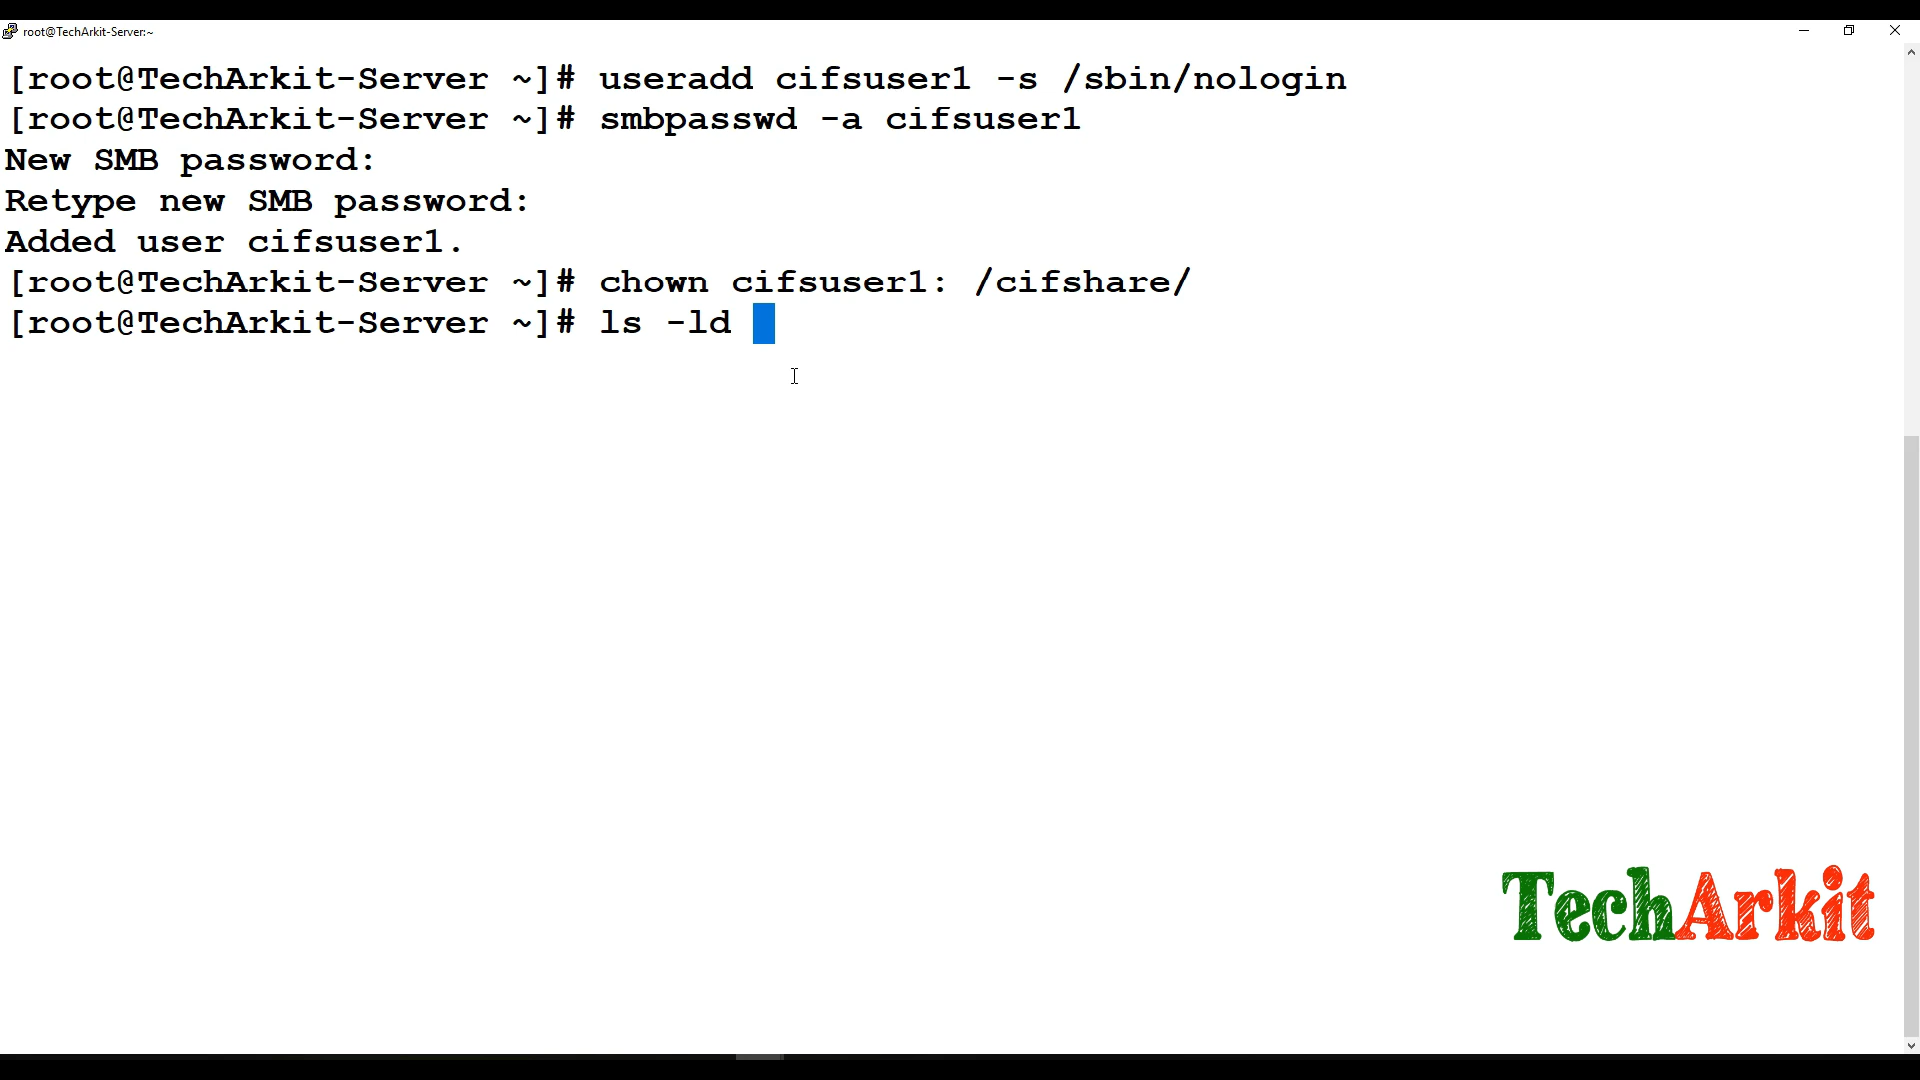 root@TechArkit-Server:~
[root@TechArkit-Server ~]# useradd cifsuser1 -s /sbin/nologin
[root@TechArkit-Server ~]# smbpasswd -a cifsuser1
New SMB password:
Retype new SMB password:
Added user cifsuser1.
[root@TechArkit-Server ~]# chown cifsuser1: /cifshare/
[root@TechArkit-Server ~]# ls -ld
TechArkit